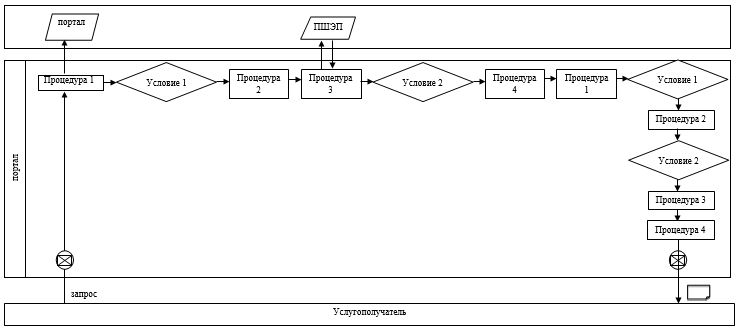 портал
ПШЭП
Процедура 1
Условие 1
Процедура
2
Процедура
3
Условие 2
Процедура
4
Процедура
1
Условие 1
Процедура 2
Условие 2
Процедура 3
Процедура 4
портал
запрос
Услугополучатель